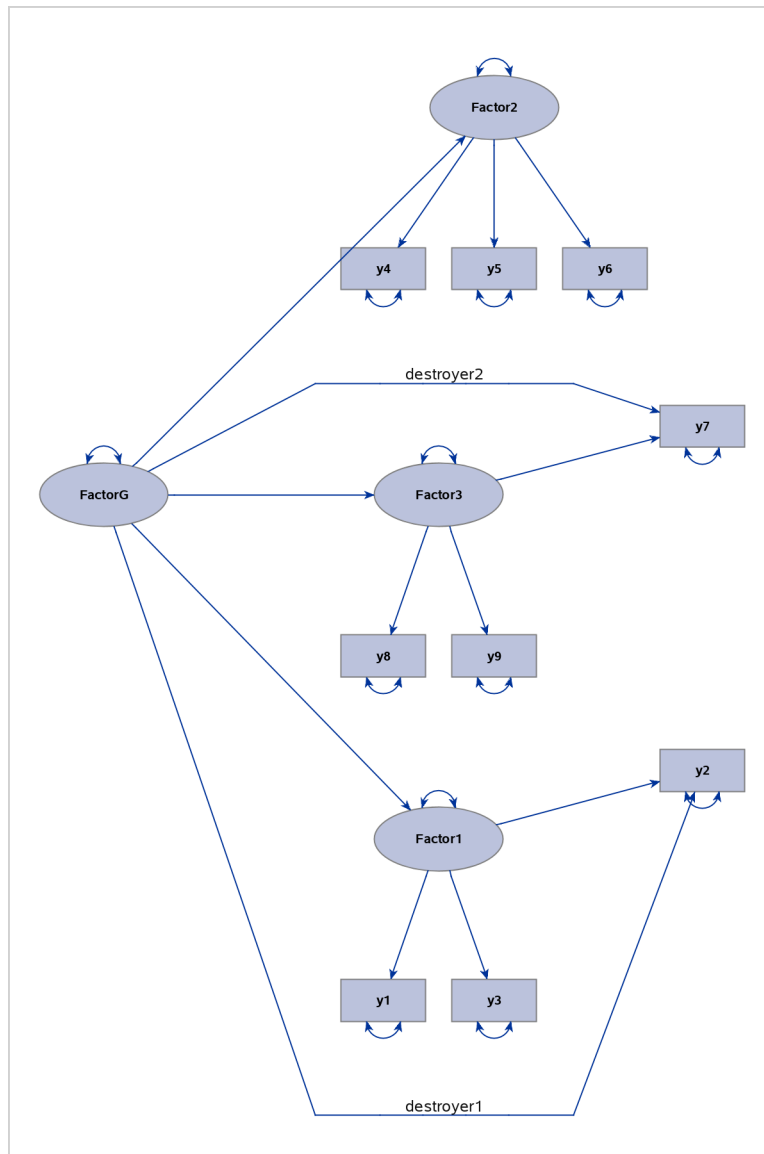 Factor2
y4
y5
y6
destroyer2
y7
FactorG
Factor3
y8
y9
y2
Factor1
y1
y3
destroyer1